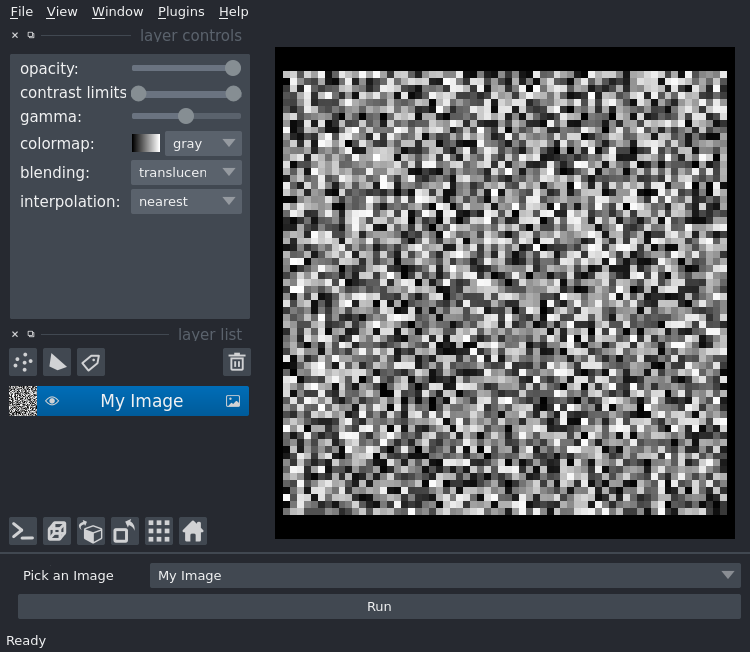 File View Window Plugins Help
layer controls
opacity:
contrast limits
gamma:
colormap: gray
blending: translucen
interpolation: nearest
layer list
My Image
Pick an Image My Image
Run
Ready